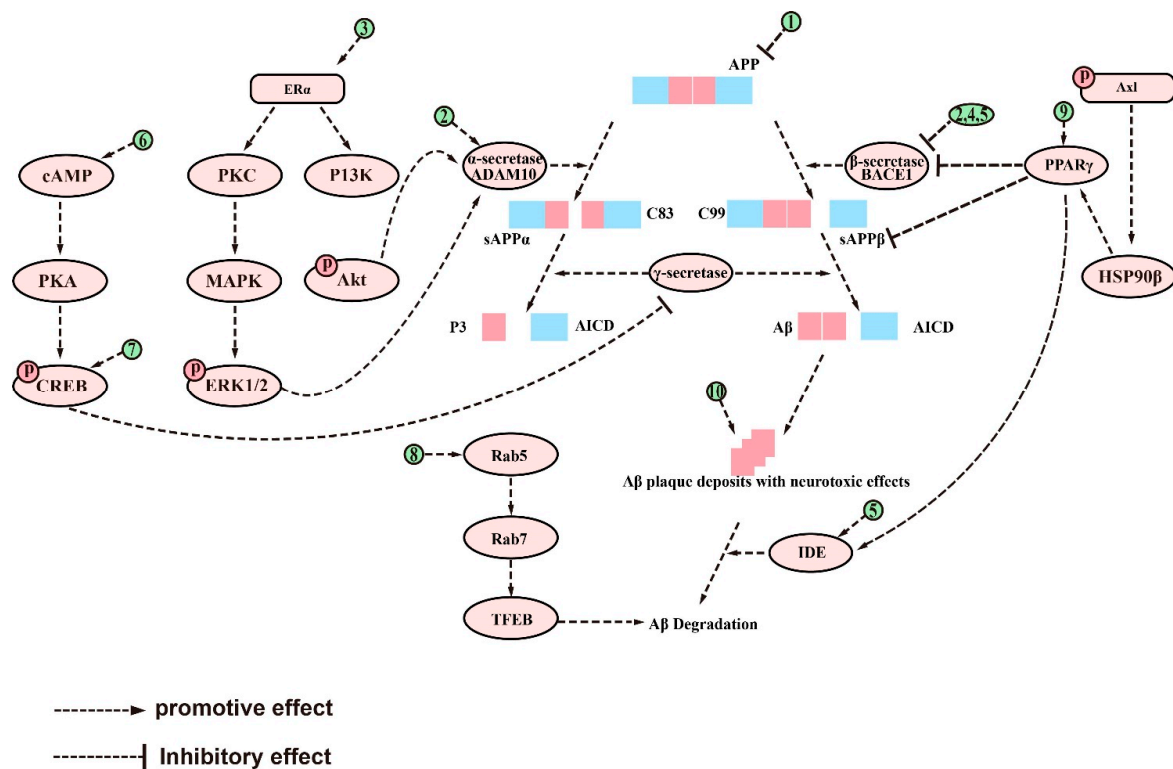 1
3
APP
ERα
p
Axl
2
2,4,5
9
6
α-secretase
ADAM10
β-secretase
BACE1
PPARγ
cAMP
PKC
P13K
C83
C99
sAPPα
sAPPβ
γ-secretase
HSP90β
PKA
MAPK
p
Akt
P3
AICD
Aβ
AICD
7
p
CREB
p
ERK1/2
10
8
Rab5
Aβ plaque deposits with neurotoxic effects
5
Rab7
IDE
TFEB
Aβ Degradation
promotive effect
Inhibitory effect